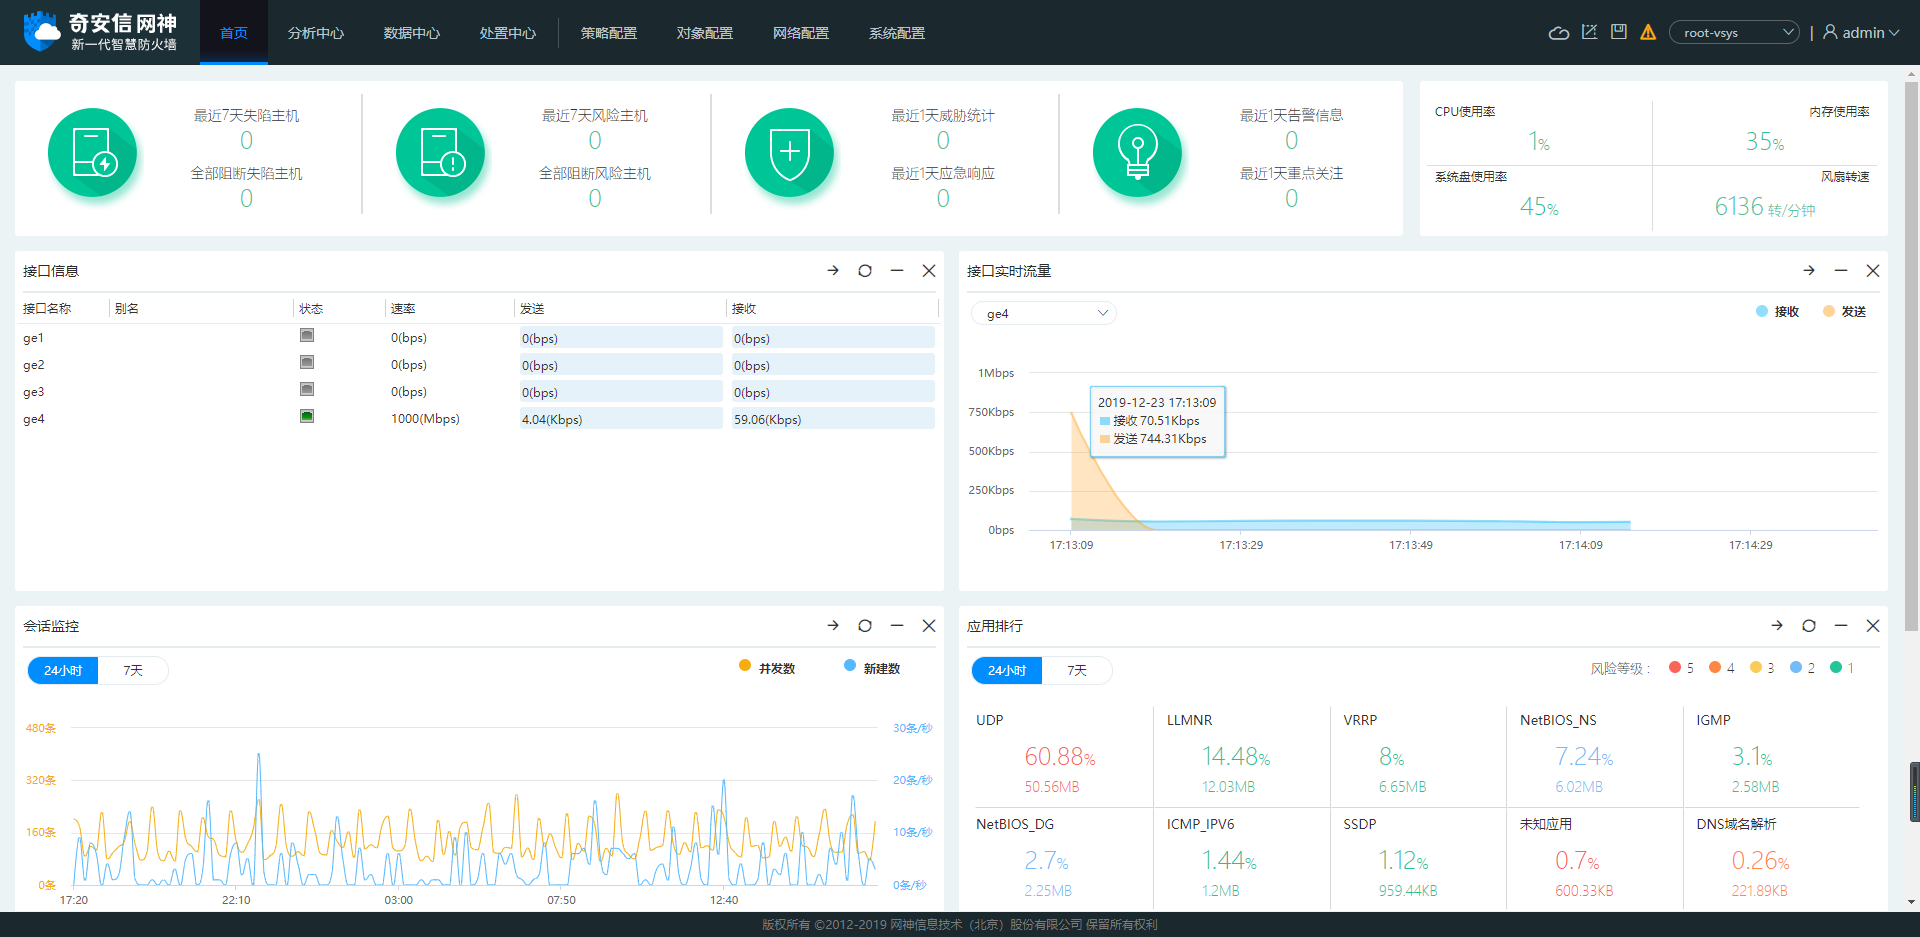 奇安信 网神
新一代智慧防火墙
首页 分析中心 数据中心 处置中心 策略配置 对象配置 网络配置 系统配置
root-vsys | admin
最近7天失陷主机
0
全部阻断失陷主机
0
最近7天风险主机
0
全部阻断风险主机
0
最近1天威胁统计
0
最近1天应急响应
0
最近1天告警信息
0
最近1天重点关注
0
CPU使用率
1%
内存使用率
35%
系统盘使用率
45%
风扇转速
6136 转/分钟
接口信息
接口名称 别名 状态 速率 发送 接收
ge1 0(bps) 0(bps) 0(bps)
ge2 0(bps) 0(bps) 0(bps)
ge3 0(bps) 0(bps) 0(bps)
ge4 1000(Mbps) 4.04(Kbps) 59.06(Kbps)
接口实时流量
ge4
接收 发送
1Mbps
750Kbps
500Kbps
250Kbps
0bps
2019-12-23 17:13:09
接收 70.51Kbps
发送 744.31Kbps
17:13:09 17:13:29 17:13:49 17:14:09 17:14:29
会话监控
24小时 7天
并发数 新建数
480条 30条/秒
320条 20条/秒
160条 10条/秒
0条 0条/秒
17:20 22:10 03:00 07:50 12:40
应用排行
24小时 7天
风险等级： 5 4 3 2 1
UDP
60.88%
50.56MB
LLMNR
14.48%
12.03MB
VRRP
8%
6.65MB
NetBIOS_NS
7.24%
6.02MB
IGMP
3.1%
2.58MB
NetBIOS_DG
2.7%
2.25MB
ICMP_IPV6
1.44%
1.2MB
SSDP
1.12%
959.44KB
未知应用
0.7%
600.33KB
DNS域名解析
0.26%
221.89KB
版权所有 ©2012-2019 网神信息技术（北京）股份有限公司 保留所有权利